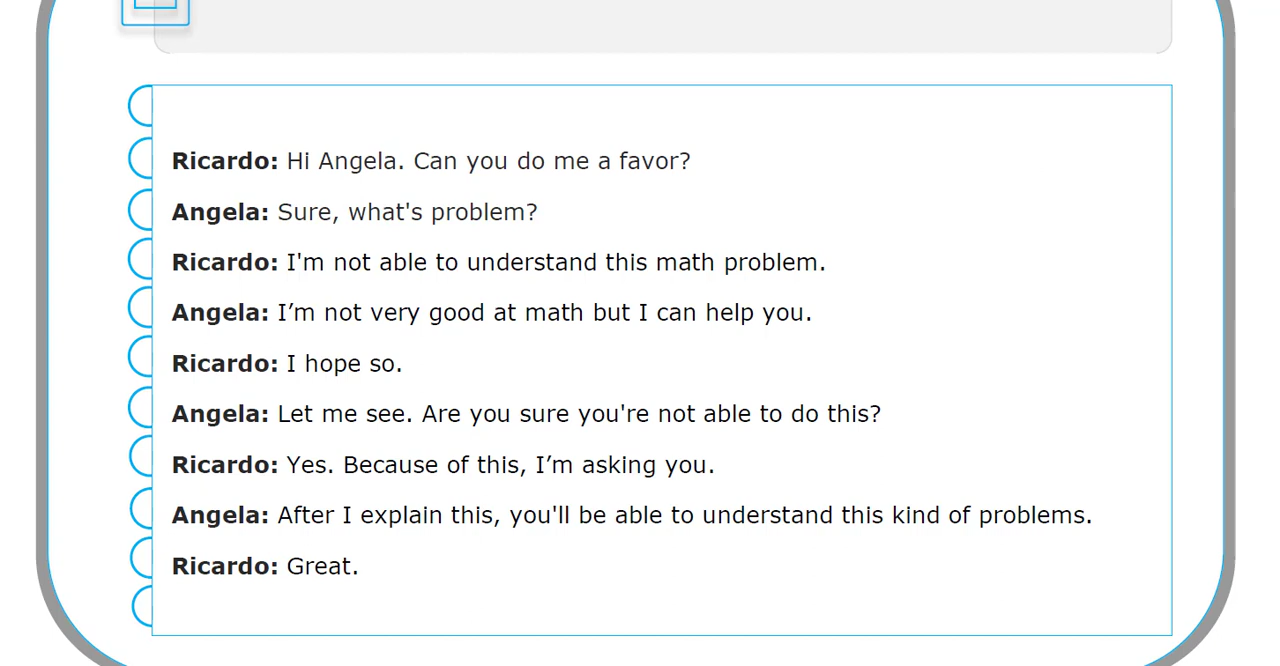 Ricardo: Hi Angela. Can you do me a favor?
Angela: Sure, what's problem?
Ricardo: I'm not able to understand this math problem.
Angela: I’m not very good at math but I can help you.
Ricardo: I hope so.
Angela: Let me see. Are you sure you're not able to do this?
Ricardo: Yes. Because of this, I’m asking you.
Angela: After I explain this, you'll be able to understand this kind of problems.
Ricardo: Great.